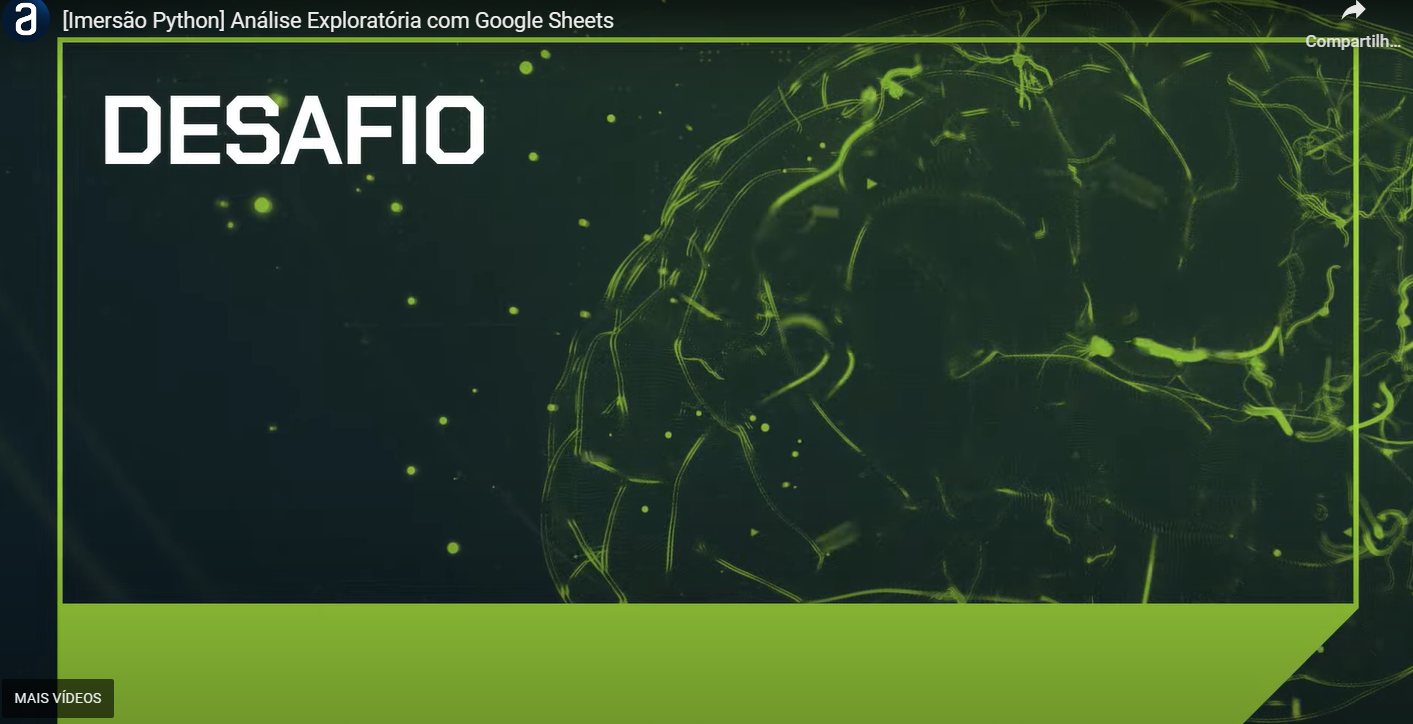 a
[Imersão Python] Análise Exploratória com Google Sheets
Compartilh...
DESAFIO
MAIS VÍDEOS